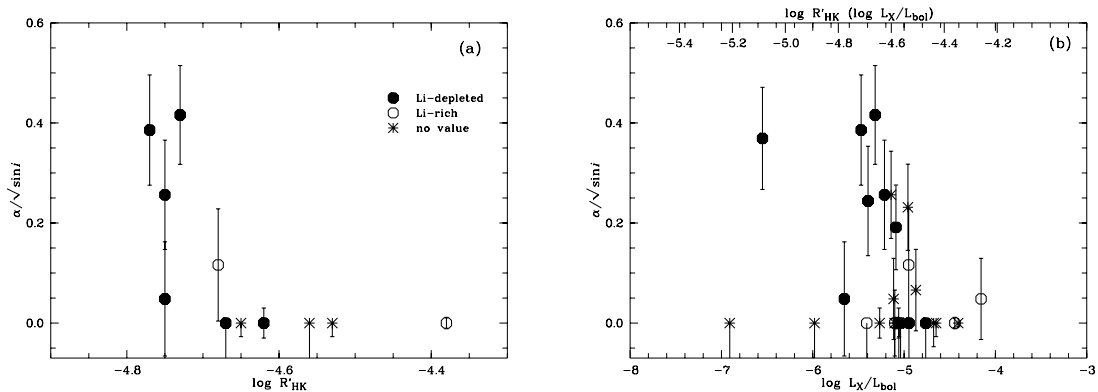 log R'HK (log LX/Lbol)
−5.4 −5.2 −5.0 −4.8 −4.6 −4.4 −4.2
(a)
(b)
Li−depleted
Li−rich
no value
0.6
0.4
0.2
0.0
α/√sini
−4.8 −4.6 −4.4
log R'HK
0.6
0.4
0.2
0.0
α/√sini
−8 −7 −6 −5 −4 −3
log LX/Lbol